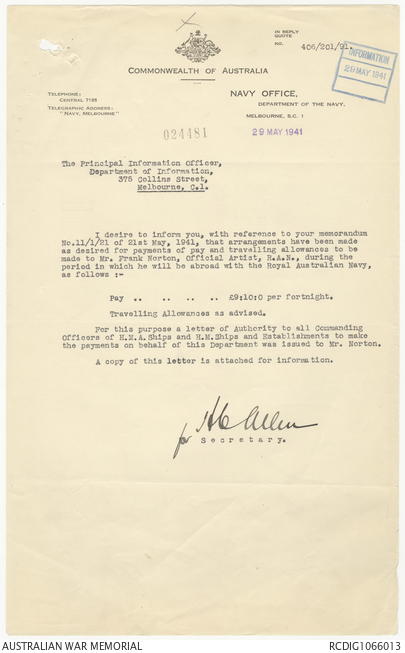 IN REPLY
QUOTE
NO. 406/201/91.
INFORMATION
29 MAY 1941
COMMONWEALTH OF AUSTRALIA
TELEPHONE:
CENTRAL 7185
TELEGRAPHIC ADDRESS:
"NAVY, MELBOURNE"
NAVY OFFICE,
DEPARTMENT OF THE NAVY.
MELBOURNE, S.C. 1
024481
29 MAY 1941
The Principal Information Officer,
Department of Information,
375 Collins Street,
Melbourne, C.1.
I desire to inform you, with reference to your memorandum
No.11/1/21 of 21st May, 1941, that arrangements have been made
as desired for payments of pay and travelling allowances to be
made to Mr. Frank Norton, Official Artist, R.A.N., during the
period in which he will be abroad with the Royal Australian Navy,
as follows :-
Pay .. .. .. .. £9:10:0 per fortnight.
Travelling Allowances as advised.
For this purpose a letter of Authority to all Commanding
Officers of H.M.A.Ships and H.M.Ships and Establishments to make
the payments on behalf of this Department was issued to Mr. Norton.
A copy of this letter is attached for information.
for Secretary.
AUSTRALIAN WAR MEMORIAL
RCDIG1066013